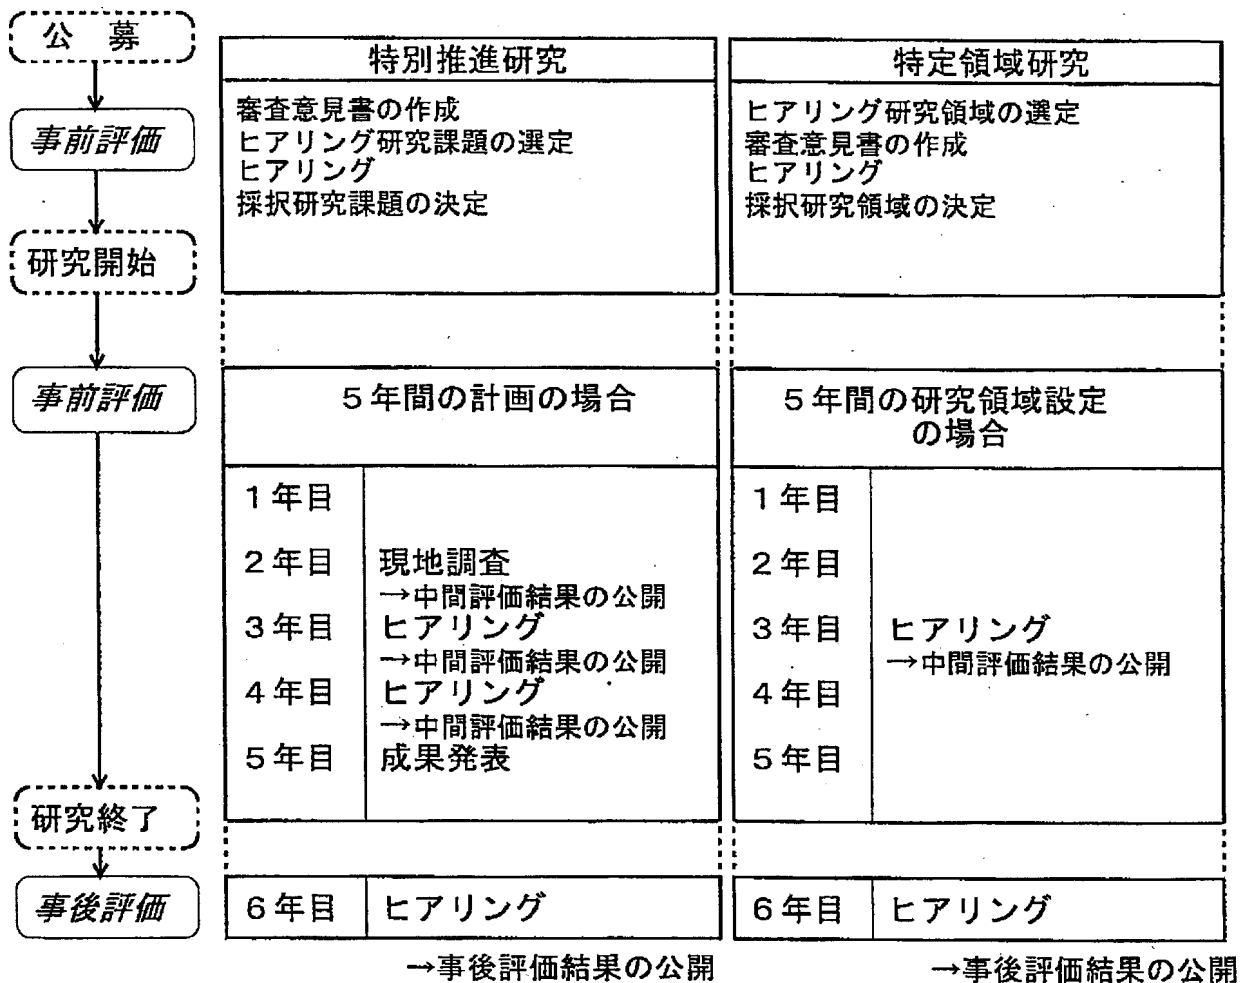 公　募
事前評価
研究開始
事前評価
研究終了
事後評価
特別推進研究
審査意見書の作成
ヒアリング研究課題の選定
ヒアリング
採択研究課題の決定
5年間の計画の場合
1年目
2年目 現地調査
→中間評価結果の公開
3年目 ヒアリング
→中間評価結果の公開
4年目 ヒアリング
→中間評価結果の公開
5年目 成果発表
6年目 ヒアリング
→事後評価結果の公開
特定領域研究
ヒアリング研究領域の選定
審査意見書の作成
ヒアリング
採択研究領域の決定
5年間の研究領域設定
の場合
1年目
2年目
3年目 ヒアリング
→中間評価結果の公開
4年目
5年目
6年目 ヒアリング
→事後評価結果の公開